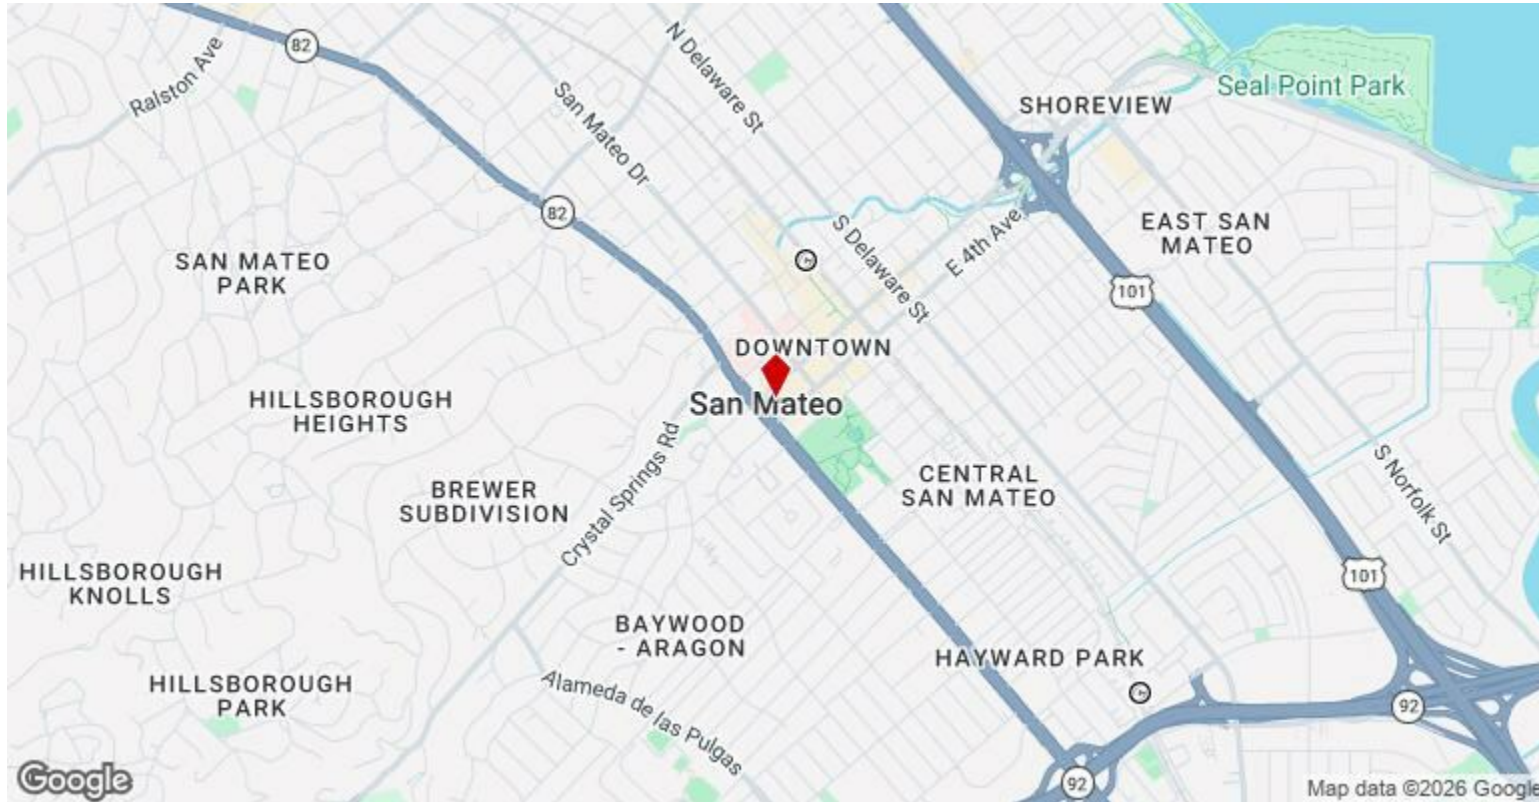 82
Ralston Ave
N Delaware St
San Mateo Dr
SHOREVIEW
Seal Point Park
82
S Delaware St
E 4th Ave
EAST SAN
MATEO
SAN MATEO
PARK
101
DOWNTOWN
San Mateo
HILLSBOROUGH
HEIGHTS
Crystal Springs Rd
BREWER
SUBDIVISION
CENTRAL
SAN MATEO
S Norfolk St
HILLSBOROUGH
KNOLLS
101
BAYWOOD
- ARAGON
HAYWARD PARK
HILLSBOROUGH
PARK
Alameda de las Pulgas
92
92
Google
Map data ©2026 Google